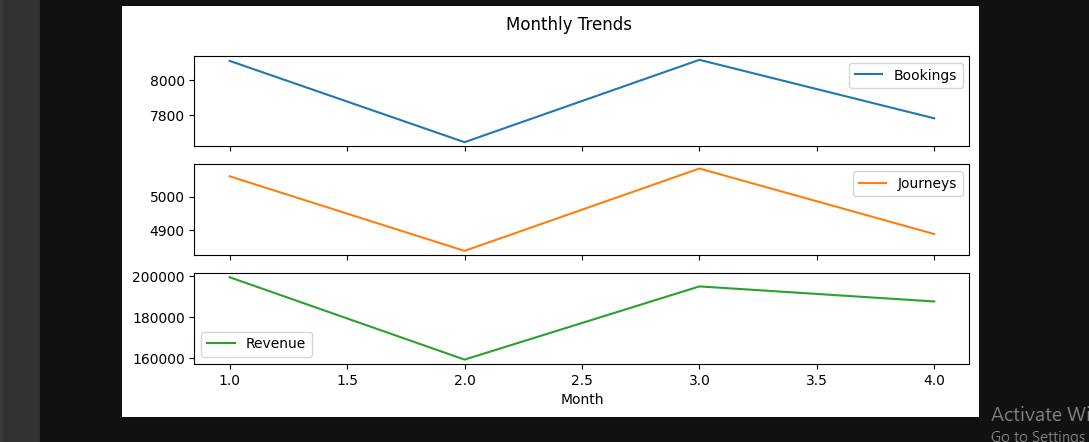 Monthly Trends
8000
7800
Bookings
5000
4900
Journeys
200000
180000
160000
Revenue
1.0 1.5 2.0 2.5 3.0 3.5 4.0
Month
Activate Wi
Go to Settings